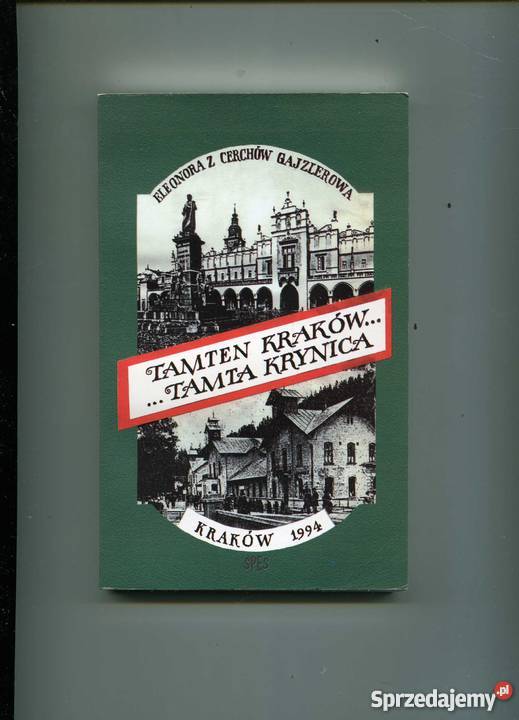 ELEONORA Z CERCHÓW GAJZLEROWA
TAMTEN KRAKÓW...
...TAMTA KRYNICA
KRAKÓW 1994
SPES
Sprzedajemy.pl